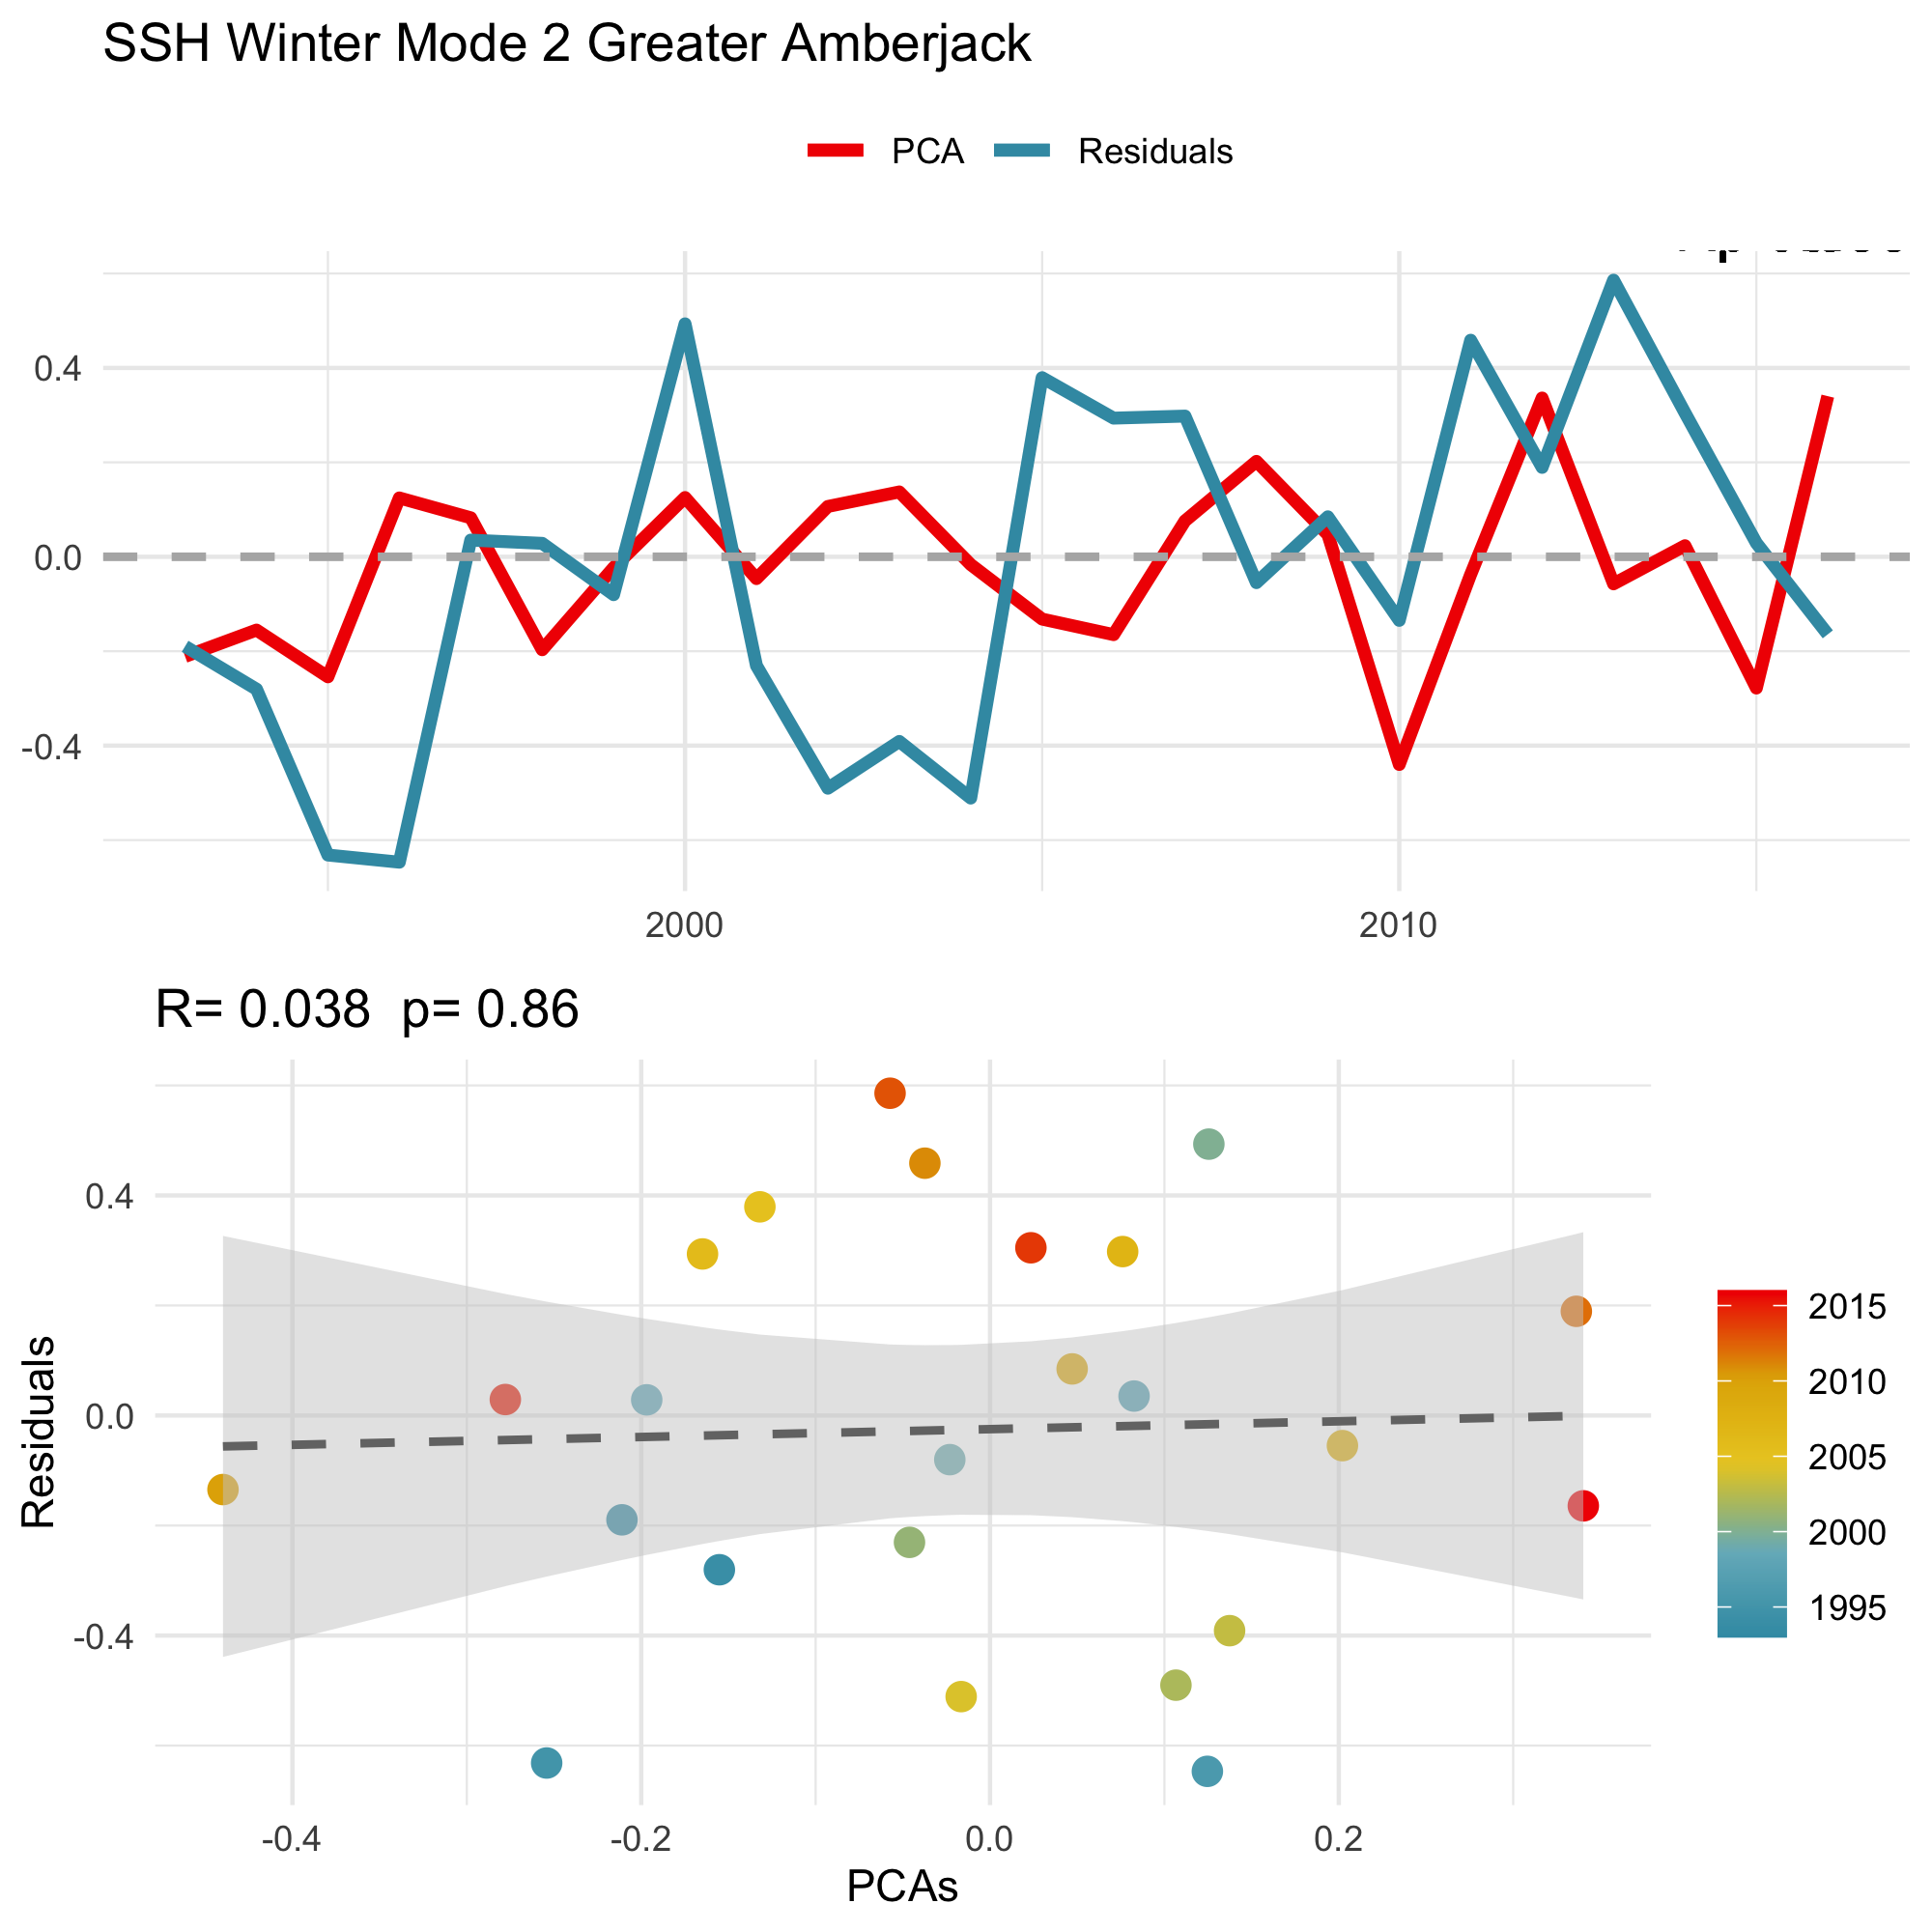 SSH Winter Mode 2 Greater Amberjack
PCA Residuals
0.4
0.0
-0.4
2000 2010
R= 0.038 p= 0.86
Residuals
0.4
0.0
-0.4
-0.4 -0.2 0.0 0.2
PCAs
2015
2010
2005
2000
1995